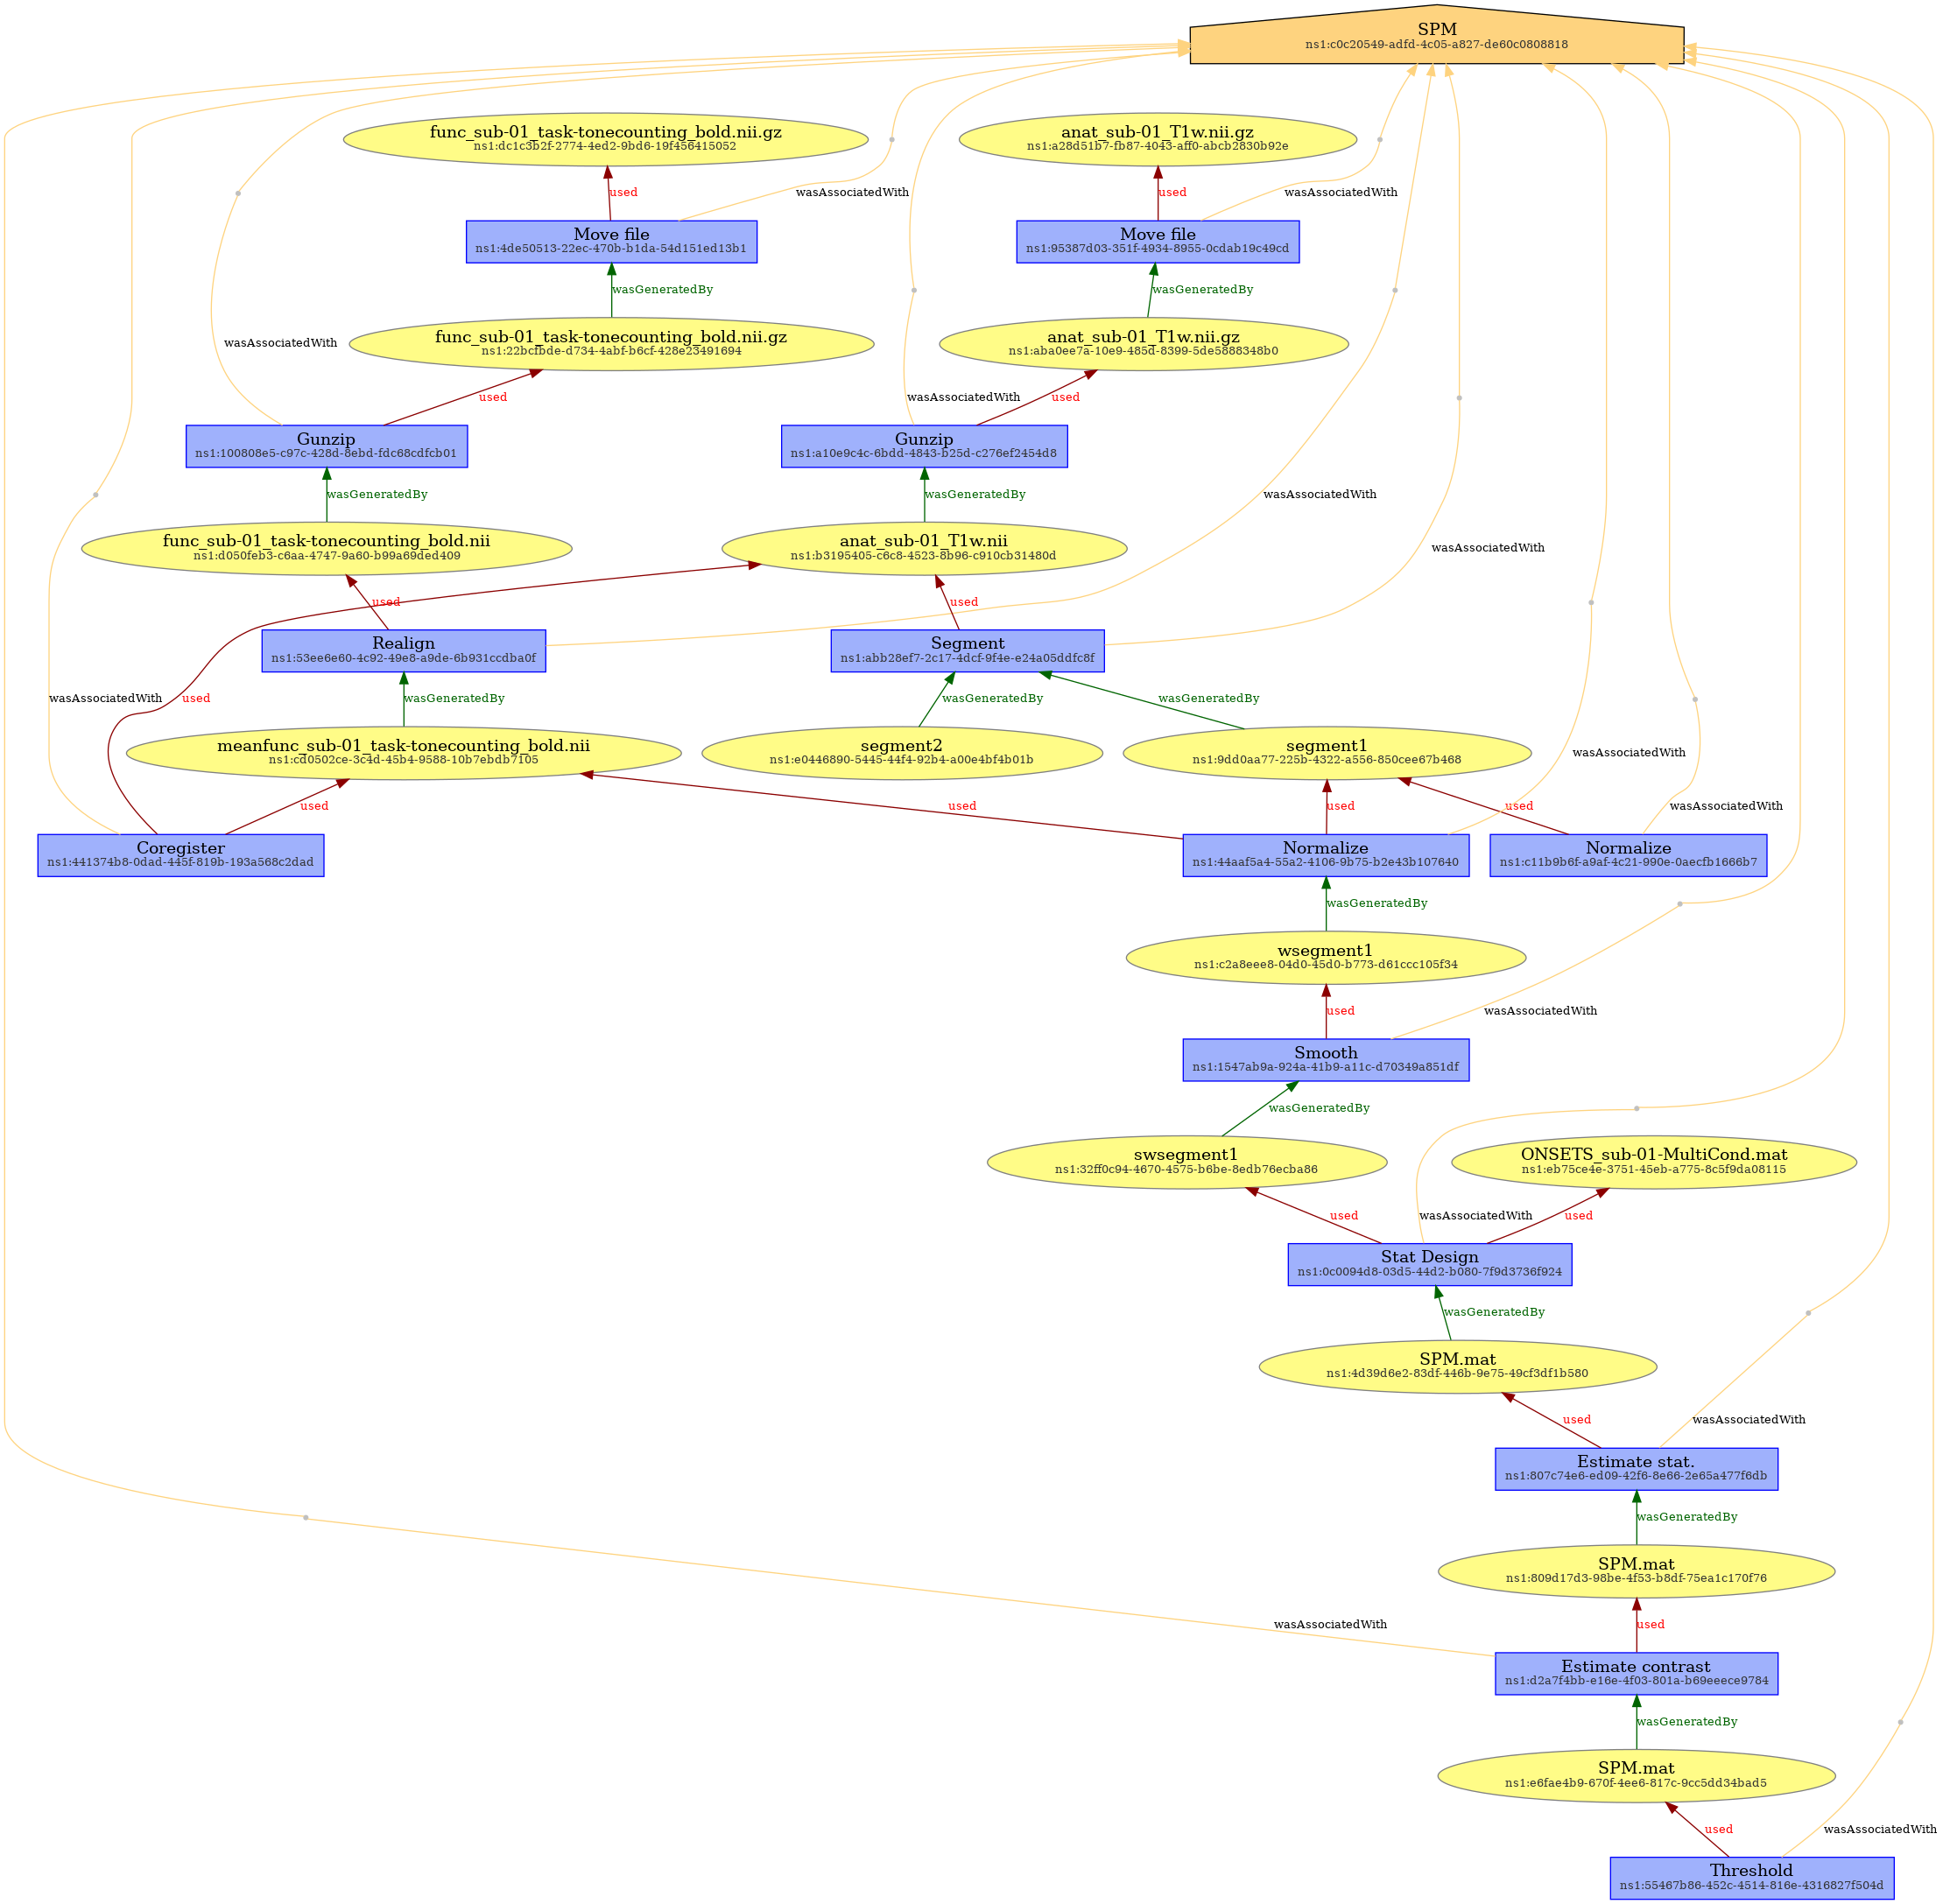 SPM
ns1:c0c20549-adfd-4c05-a827-de60c0808818
func_sub-01_task-tonecounting_bold.nii.gz
ns1:dc1c3b2f-2774-4ed2-9bd6-19f456415052
anat_sub-01_T1w.nii.gz
ns1:a28d51b7-fb87-4043-aff0-abcb2830b92e
used
wasAssociatedWith
used
wasAssociatedWith
Move file
ns1:4de50513-22ec-470b-b1da-54d151ed13b1
Move file
ns1:95387d03-351f-4934-8955-0cdab19c49cd
wasGeneratedBy
wasGeneratedBy
func_sub-01_task-tonecounting_bold.nii.gz
ns1:22bcfbde-d734-4abf-b6cf-428e23491694
anat_sub-01_T1w.nii.gz
ns1:aba0ee7a-10e9-485d-8399-5de5888348b0
wasAssociatedWith
used
wasAssociatedWith
used
Gunzip
ns1:100808e5-c97c-428d-8ebd-fdc68cdfcb01
Gunzip
ns1:a10e9c4c-6bdd-4843-b25d-c276ef2454d8
wasGeneratedBy
wasGeneratedBy
wasAssociatedWith
func_sub-01_task-tonecounting_bold.nii
ns1:d050feb3-c6aa-4747-9a60-b99a69ded409
anat_sub-01_T1w.nii
ns1:b3195405-c6c8-4523-8b96-c910cb31480d
wasAssociatedWith
used
used
Realign
ns1:53ee6e60-4c92-49e8-a9de-6b931ccdba0f
Segment
ns1:abb28ef7-2c17-4dcf-9f4e-e24a05ddfc8f
wasAssociatedWith
used
wasGeneratedBy
wasGeneratedBy
wasGeneratedBy
meanfunc_sub-01_task-tonecounting_bold.nii
ns1:cd0502ce-3c4d-45b4-9588-10b7ebdb7105
segment2
ns1:e0446890-5445-44f4-92b4-a00e4bf4b01b
segment1
ns1:9dd0aa77-225b-4322-a556-850cee67b468
wasAssociatedWith
used
used
used
used
wasAssociatedWith
Coregister
ns1:441374b8-0dad-445f-819b-193a568c2dad
Normalize
ns1:44aaf5a4-55a2-4106-9b75-b2e43b107640
Normalize
ns1:c11b9b6f-a9af-4c21-990e-0aecfb1666b7
wasGeneratedBy
wsegment1
ns1:c2a8eee8-04d0-45d0-b773-d61ccc105f34
used
wasAssociatedWith
Smooth
ns1:1547ab9a-924a-41b9-a11c-d70349a851df
wasGeneratedBy
swsegment1
ns1:32ff0c94-4670-4575-b6be-8edb76ecba86
ONSETS_sub-01-MultiCond.mat
ns1:eb75ce4e-3751-45eb-a775-8c5f9da08115
used
wasAssociatedWith
used
Stat Design
ns1:0c0094d8-03d5-44d2-b080-7f9d3736f924
wasGeneratedBy
SPM.mat
ns1:4d39d6e2-83df-446b-9e75-49cf3df1b580
used
wasAssociatedWith
Estimate stat.
ns1:807c74e6-ed09-42f6-8e66-2e65a477f6db
wasGeneratedBy
SPM.mat
ns1:809d17d3-98be-4f53-b8df-75ea1c170f76
wasAssociatedWith
used
Estimate contrast
ns1:d2a7f4bb-e16e-4f03-801a-b69eeece9784
wasGeneratedBy
SPM.mat
ns1:e6fae4b9-670f-4ee6-817c-9cc5dd34bad5
used
wasAssociatedWith
Threshold
ns1:55467b86-452c-4514-816e-4316827f504d